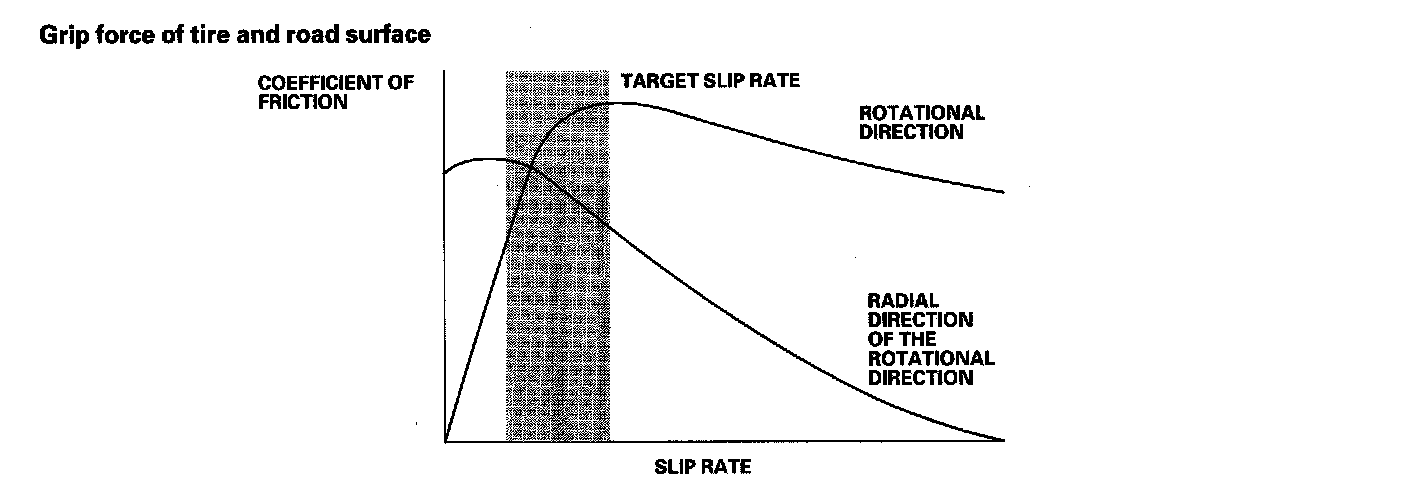 Grip force of tire and road surface
COEFFICIENT OF
FRICTION
TARGET SLIP RATE
ROTATIONAL
DIRECTION
RADIAL
DIRECTION
OF THE
ROTATIONAL
DIRECTION
SLIP RATE